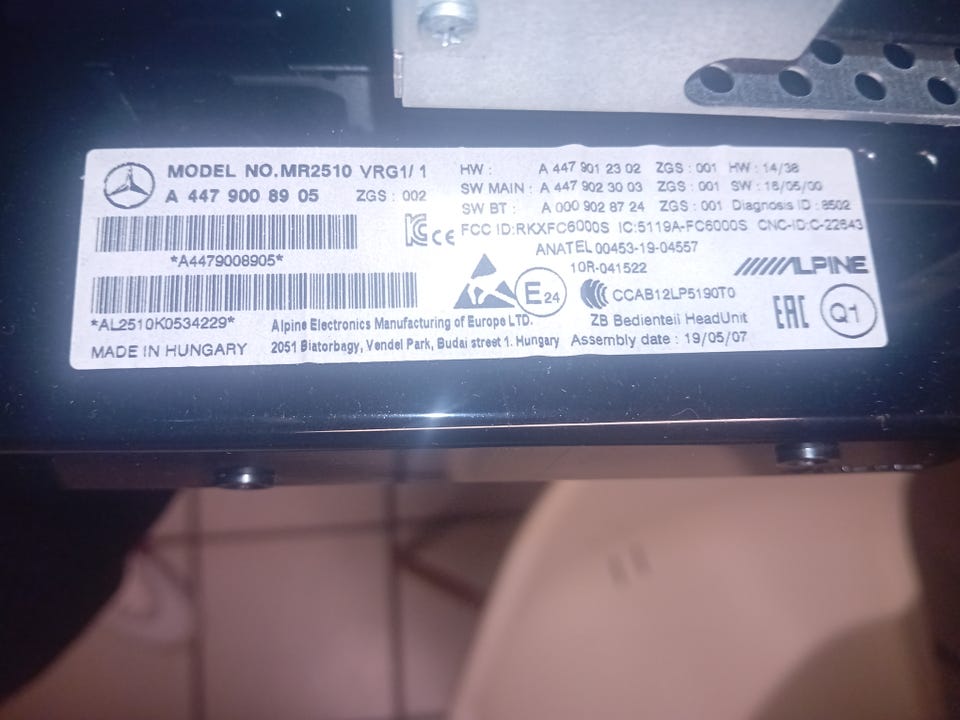 MODEL NO.MR2510 VRG1/1
A 447 900 89 05 ZGS : 002
*A4479008905*
*AL2510K0534229*
MADE IN HUNGARY
HW : A 447 901 23 02 ZGS : 001 HW : 14/38
SW MAIN : A 447 902 30 03 ZGS : 001 SW : 18/05/00
SW BT : A 000 902 87 24 ZGS : 001 Diagnosis ID : 8502
FCC ID:RKXFC6000S IC:5119A-FC6000S CNC-ID:C-22643
ANATEL 00453-19-04557
10R-041522
ALPINE
CE
E24
CCAB12LP5190T0
ZB Bedienteil HeadUnit
EAC
Q1
Alpine Electronics Manufacturing of Europe LTD.
2051 Biatorbagy, Vendel Park, Budai street 1. Hungary
Assembly date : 19/05/07